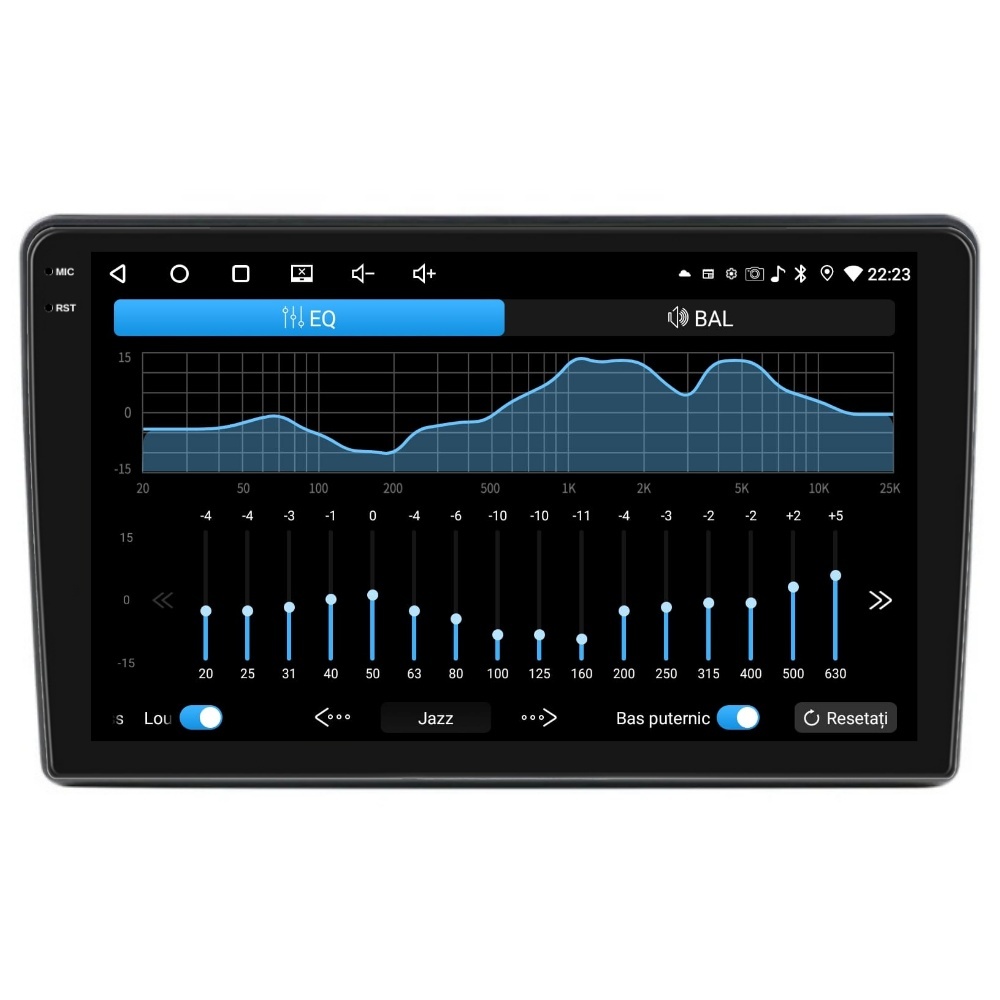 MIC
22:23
RST
EQ
BAL
15
0
-15
20 50 100 200 500 1K 2K 5K 10K 25K
-4 -4 -3 -1 0 -4 -6 -10 -10 -11 -4 -3 -2 -2 +2 +5
15
0
-15
20 25 31 40 50 63 80 100 125 160 200 250 315 400 500 630
s Lou Jazz Bas puternic Resetați